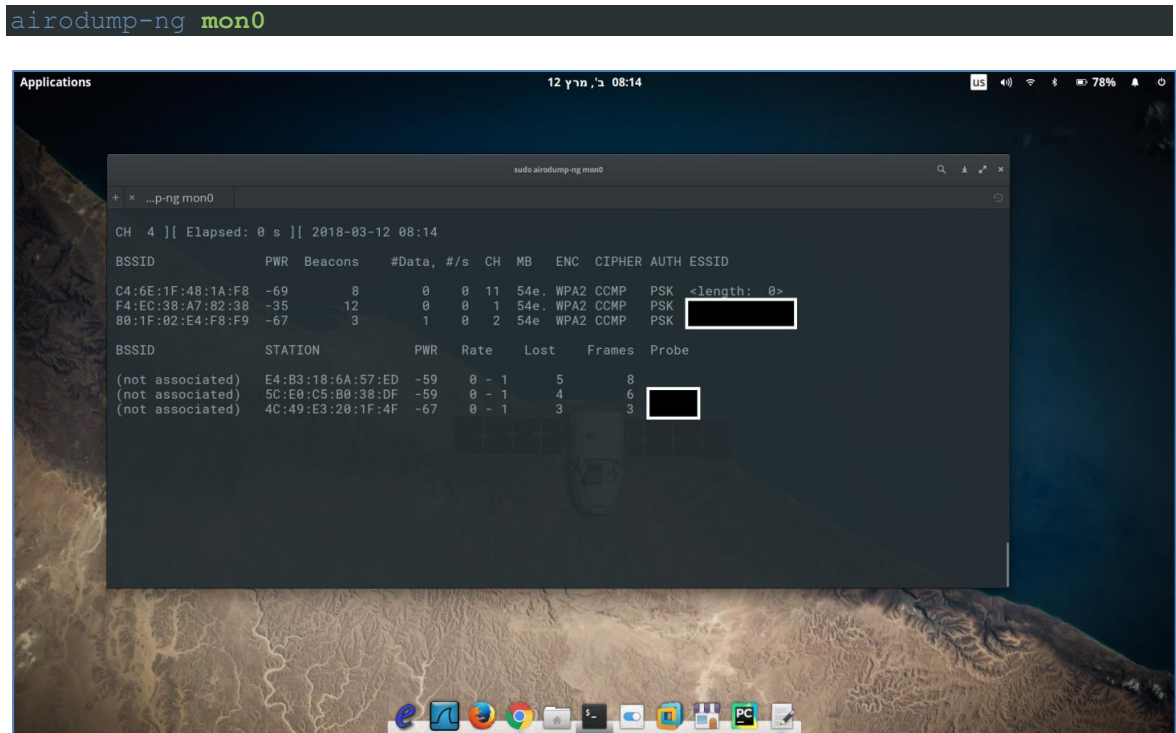 airodump-ng mon0
Applications
08:14 ב', מרץ 12
us
78%
sudo airodump-ng mon0
+ × ...p-ng mon0
CH 4 ][ Elapsed: 0 s ][ 2018-03-12 08:14
BSSID PWR Beacons #Data, #/s CH MB ENC CIPHER AUTH ESSID
C4:6E:1F:48:1A:F8 -69 8 0 0 11 54e. WPA2 CCMP PSK <length: 0>
F4:EC:38:A7:82:38 -35 12 0 0 1 54e. WPA2 CCMP PSK
80:1F:02:E4:F8:F9 -67 3 1 0 2 54e WPA2 CCMP PSK
BSSID STATION PWR Rate Lost Frames Probe
(not associated) E4:B3:18:6A:57:ED -59 0 - 1 5 8
(not associated) 5C:E0:C5:B0:38:DF -59 0 - 1 4 6
(not associated) 4C:49:E3:20:1F:4F -67 0 - 1 3 3
PC